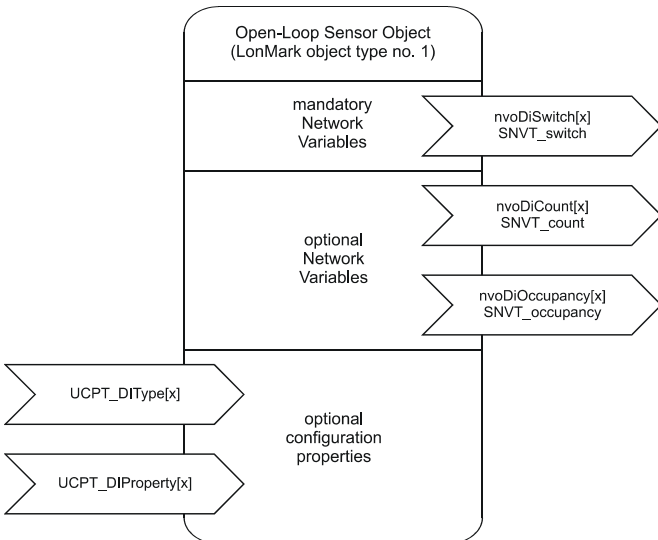 Open-Loop Sensor Object
(LonMark object type no. 1)
mandatory
Network
Variables
nvoDiSwitch[x]
SNVT_switch
optional
Network
Variables
nvoDiCount[x]
SNVT_count
nvoDiOccupancy[x]
SNVT_occupancy
UCPT_DIType[x]
optional
configuration
properties
UCPT_DIProperty[x]